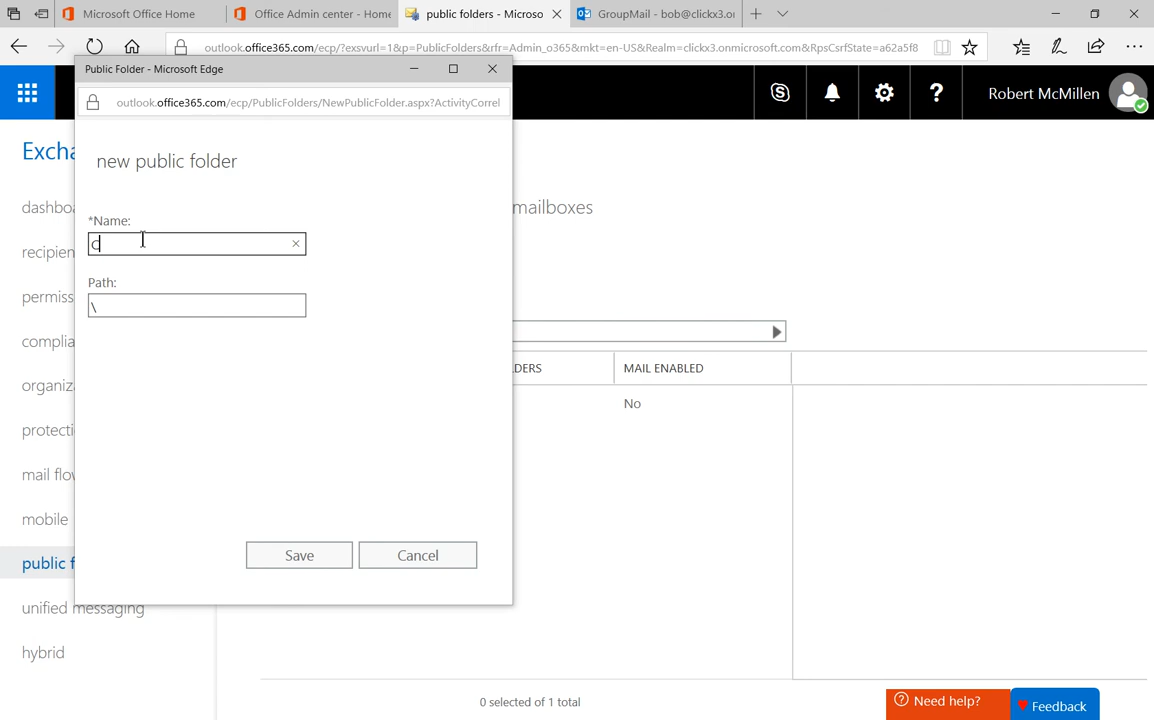 Microsoft Office Home
Office Admin center - Home
public folders - Microso
GroupMail - bob@clickx3.or
outlook.office365.com/ecp/?exsvurl=1&p=PublicFolders&rfr=Admin_o365&mkt=en-US&Realm=clickx3.onmicrosoft.com&RpsCsrfState=a62a5f8
Public Folder - Microsoft Edge
outlook.office365.com/ecp/PublicFolders/NewPublicFolder.aspx?ActivityCorrel
?
Robert McMillen
Excha
new public folder
dashboa
mailboxes
*Name:
C
recipien
Path:
permiss
\
complia
LDERS
MAIL ENABLED
organiza
No
protecti
mail flow
mobile
Save
Cancel
public f
unified messaging
hybrid
0 selected of 1 total
Need help?
Feedback